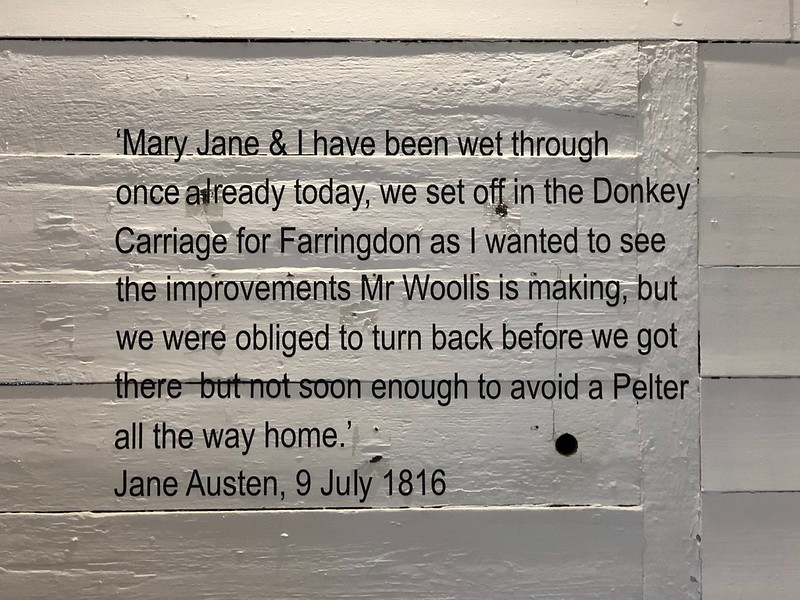 ‘Mary Jane & I have been wet through
once already today, we set off in the Donkey
Carriage for Farringdon as I wanted to see
the improvements Mr Woolls is making, but
we were obliged to turn back before we got
there  but not soon enough to avoid a Pelter
all the way home.’
Jane Austen, 9 July 1816